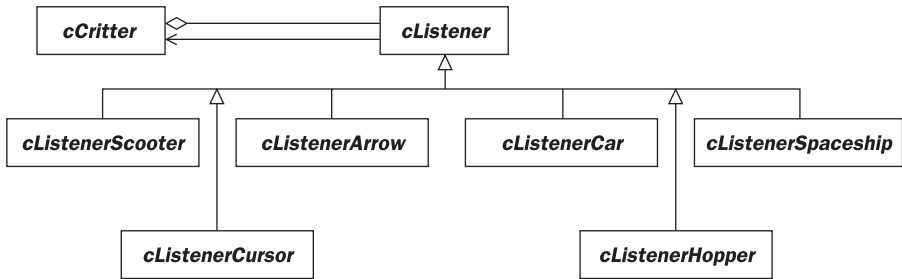 cCritter
cListener
cListenerScooter
cListenerArrow
cListenerCar
cListenerSpaceship
cListenerCursor
cListenerHopper